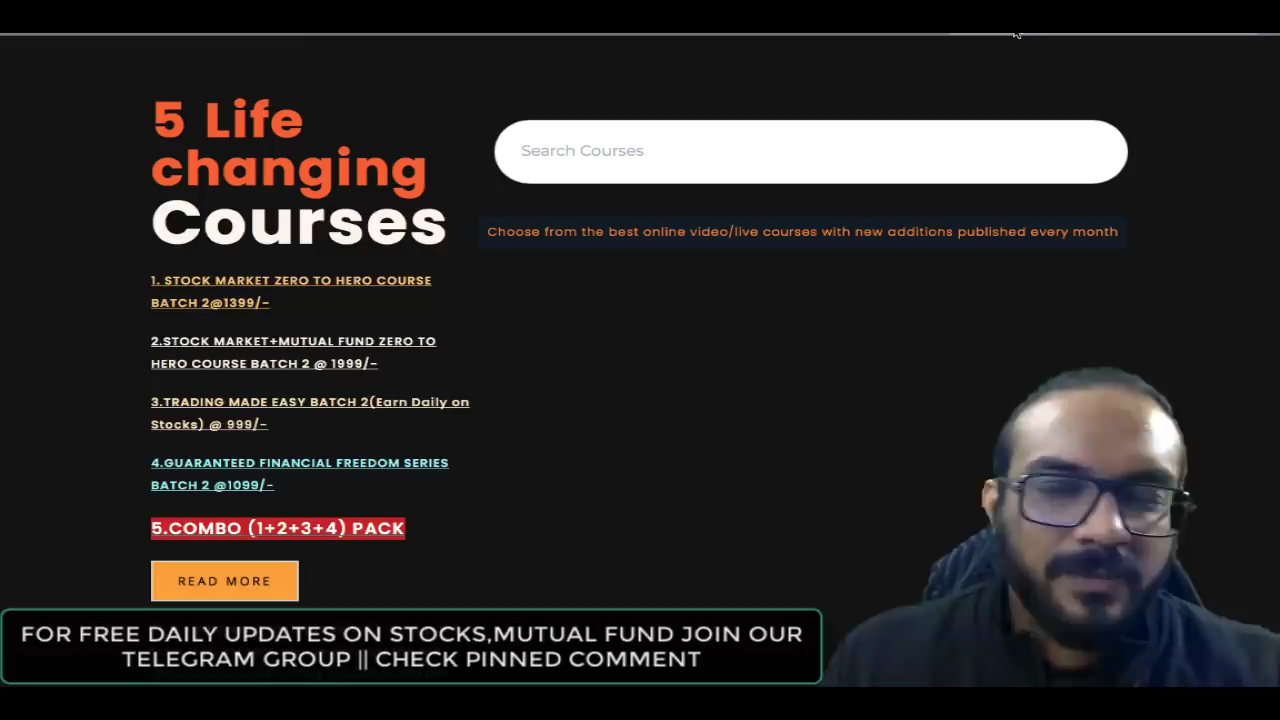 5 Life
changing
Courses
Search Courses
Choose from the best online video/live courses with new additions published every month
1. STOCK MARKET ZERO TO HERO COURSE
BATCH 2@1399/-
2.STOCK MARKET+MUTUAL FUND ZERO TO
HERO COURSE BATCH 2 @ 1999/-
3.TRADING MADE EASY BATCH 2(Earn Daily on
Stocks) @ 999/-
4.GUARANTEED FINANCIAL FREEDOM SERIES
BATCH 2 @1099/-
5.COMBO (1+2+3+4) PACK
READ MORE
FOR FREE DAILY UPDATES ON STOCKS,MUTUAL FUND JOIN OUR
TELEGRAM GROUP || CHECK PINNED COMMENT